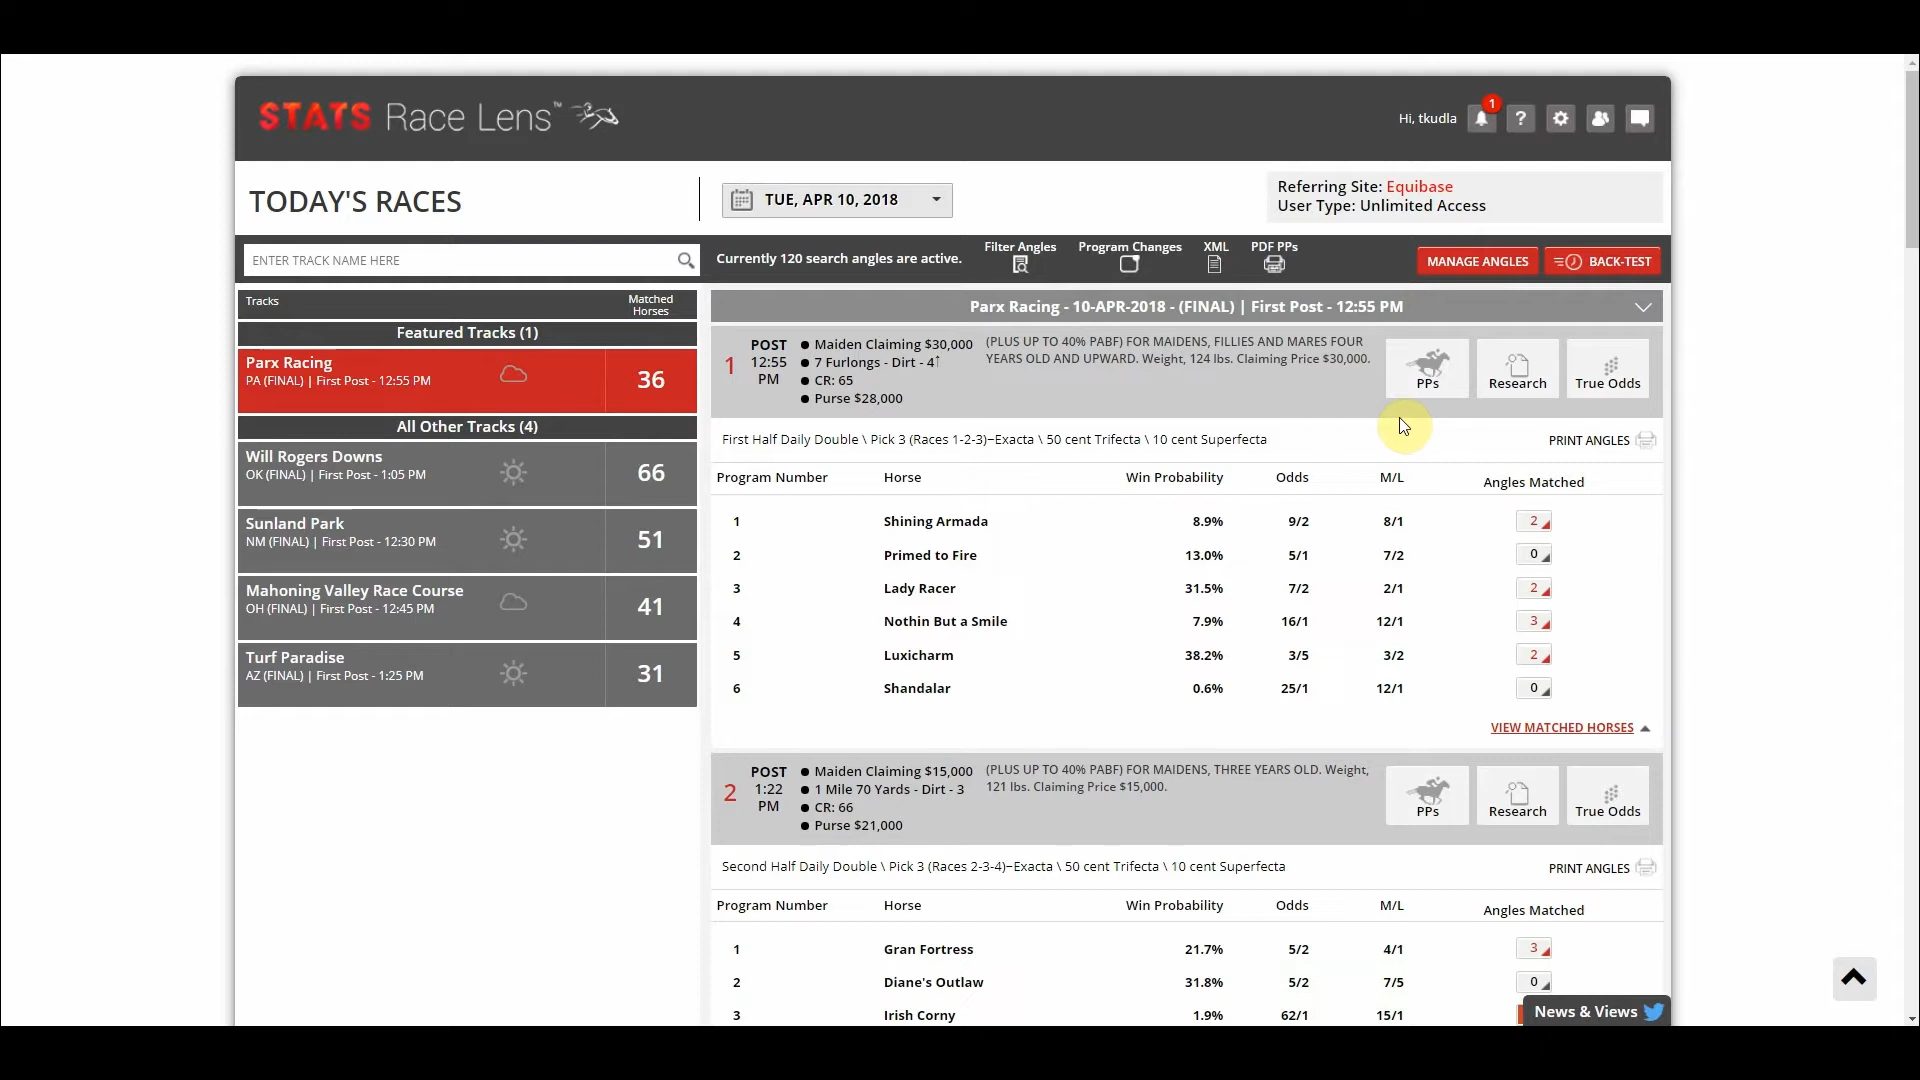 STATS Race Lens™
Hi, tkudla
1
?
TODAY'S RACES
TUE, APR 10, 2018
Referring Site: Equibase
User Type: Unlimited Access
ENTER TRACK NAME HERE
Currently 120 search angles are active.
Filter Angles
Program Changes
XML
PDF PPs
MANAGE ANGLES
BACK-TEST
Tracks
Matched
Horses
Featured Tracks (1)
Parx Racing
PA (FINAL) | First Post - 12:55 PM
36
All Other Tracks (4)
Will Rogers Downs
OK (FINAL) | First Post - 1:05 PM
66
Sunland Park
NM (FINAL) | First Post - 12:30 PM
51
Mahoning Valley Race Course
OH (FINAL) | First Post - 12:45 PM
41
Turf Paradise
AZ (FINAL) | First Post - 1:25 PM
31
Parx Racing - 10-APR-2018 - (FINAL) | First Post - 12:55 PM
1
POST
12:55
PM
● Maiden Claiming $30,000
● 7 Furlongs - Dirt - 4↑
● CR: 65
● Purse $28,000
(PLUS UP TO 40% PABF) FOR MAIDENS, FILLIES AND MARES FOUR
YEARS OLD AND UPWARD. Weight, 124 lbs. Claiming Price $30,000.
PPs
Research
True Odds
First Half Daily Double \ Pick 3 (Races 1-2-3)−Exacta \ 50 cent Trifecta \ 10 cent Superfecta
PRINT ANGLES
Program Number Horse Win Probability Odds M/L Angles Matched
1 Shining Armada 8.9% 9/2 8/1 2
2 Primed to Fire 13.0% 5/1 7/2 0
3 Lady Racer 31.5% 7/2 2/1 2
4 Nothin But a Smile 7.9% 16/1 12/1 3
5 Luxicharm 38.2% 3/5 3/2 2
6 Shandalar 0.6% 25/1 12/1 0
VIEW MATCHED HORSES
2
POST
1:22
PM
● Maiden Claiming $15,000
● 1 Mile 70 Yards - Dirt - 3
● CR: 66
● Purse $21,000
(PLUS UP TO 40% PABF) FOR MAIDENS, THREE YEARS OLD. Weight,
121 lbs. Claiming Price $15,000.
PPs
Research
True Odds
Second Half Daily Double \ Pick 3 (Races 2-3-4)−Exacta \ 50 cent Trifecta \ 10 cent Superfecta
PRINT ANGLES
Program Number Horse Win Probability Odds M/L Angles Matched
1 Gran Fortress 21.7% 5/2 4/1 3
2 Diane's Outlaw 31.8% 5/2 7/5 0
3 Irish Corny 1.9% 62/1 15/1
News & Views